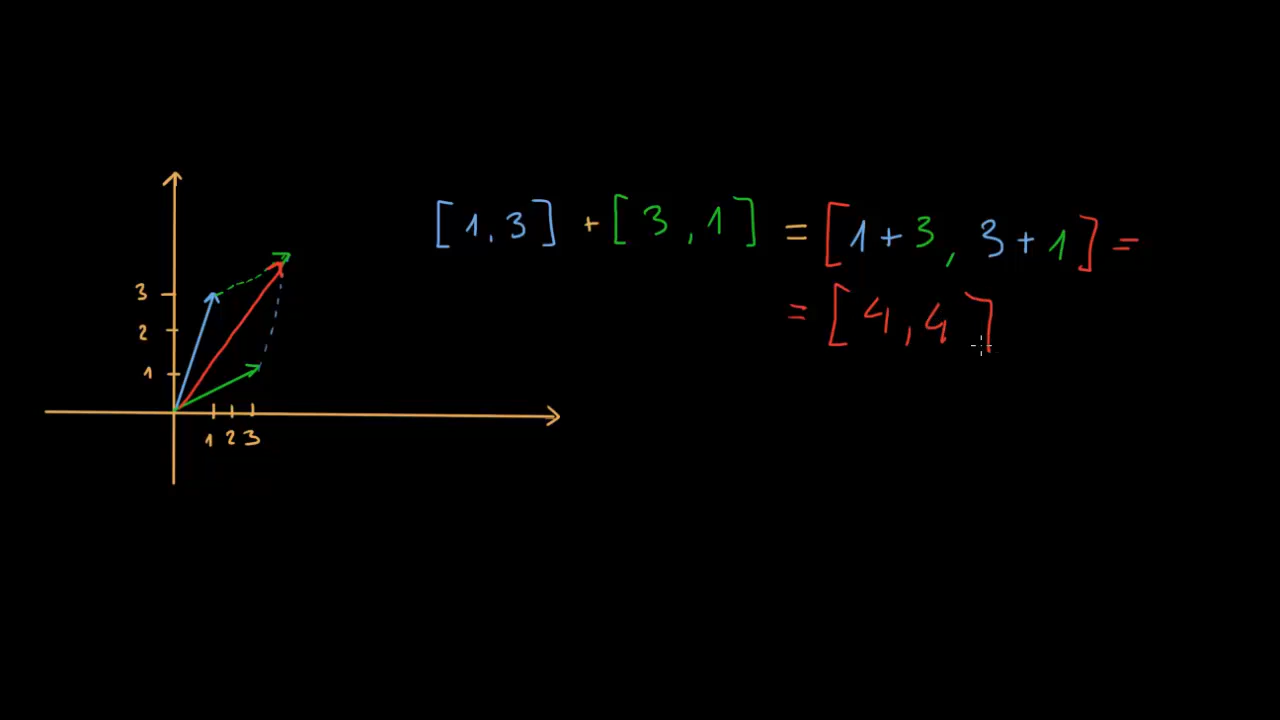 [1,3] + [3,1] = [1+3, 3+1] =
= [4,4]
3
2
1
1 2 3